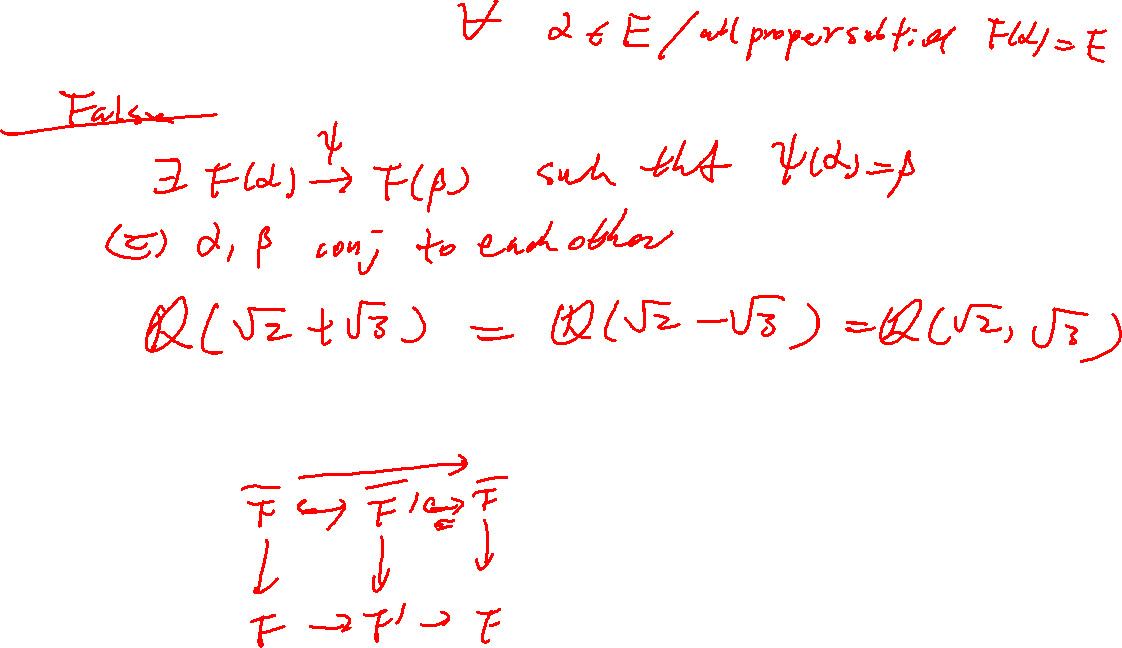 ∀ α ∈ E / all proper subfield F(α) = E
False
∃ F(α) →^ψ F(β) such that ψ(α) = β
(=) α, β conj to each other
ℚ(√2 + √3) = ℚ(√2 - √3) = ℚ(√2, √3)
F̅ ↪ F̅' ↪ F̅
↓ ↓ ↓
F → F' → F